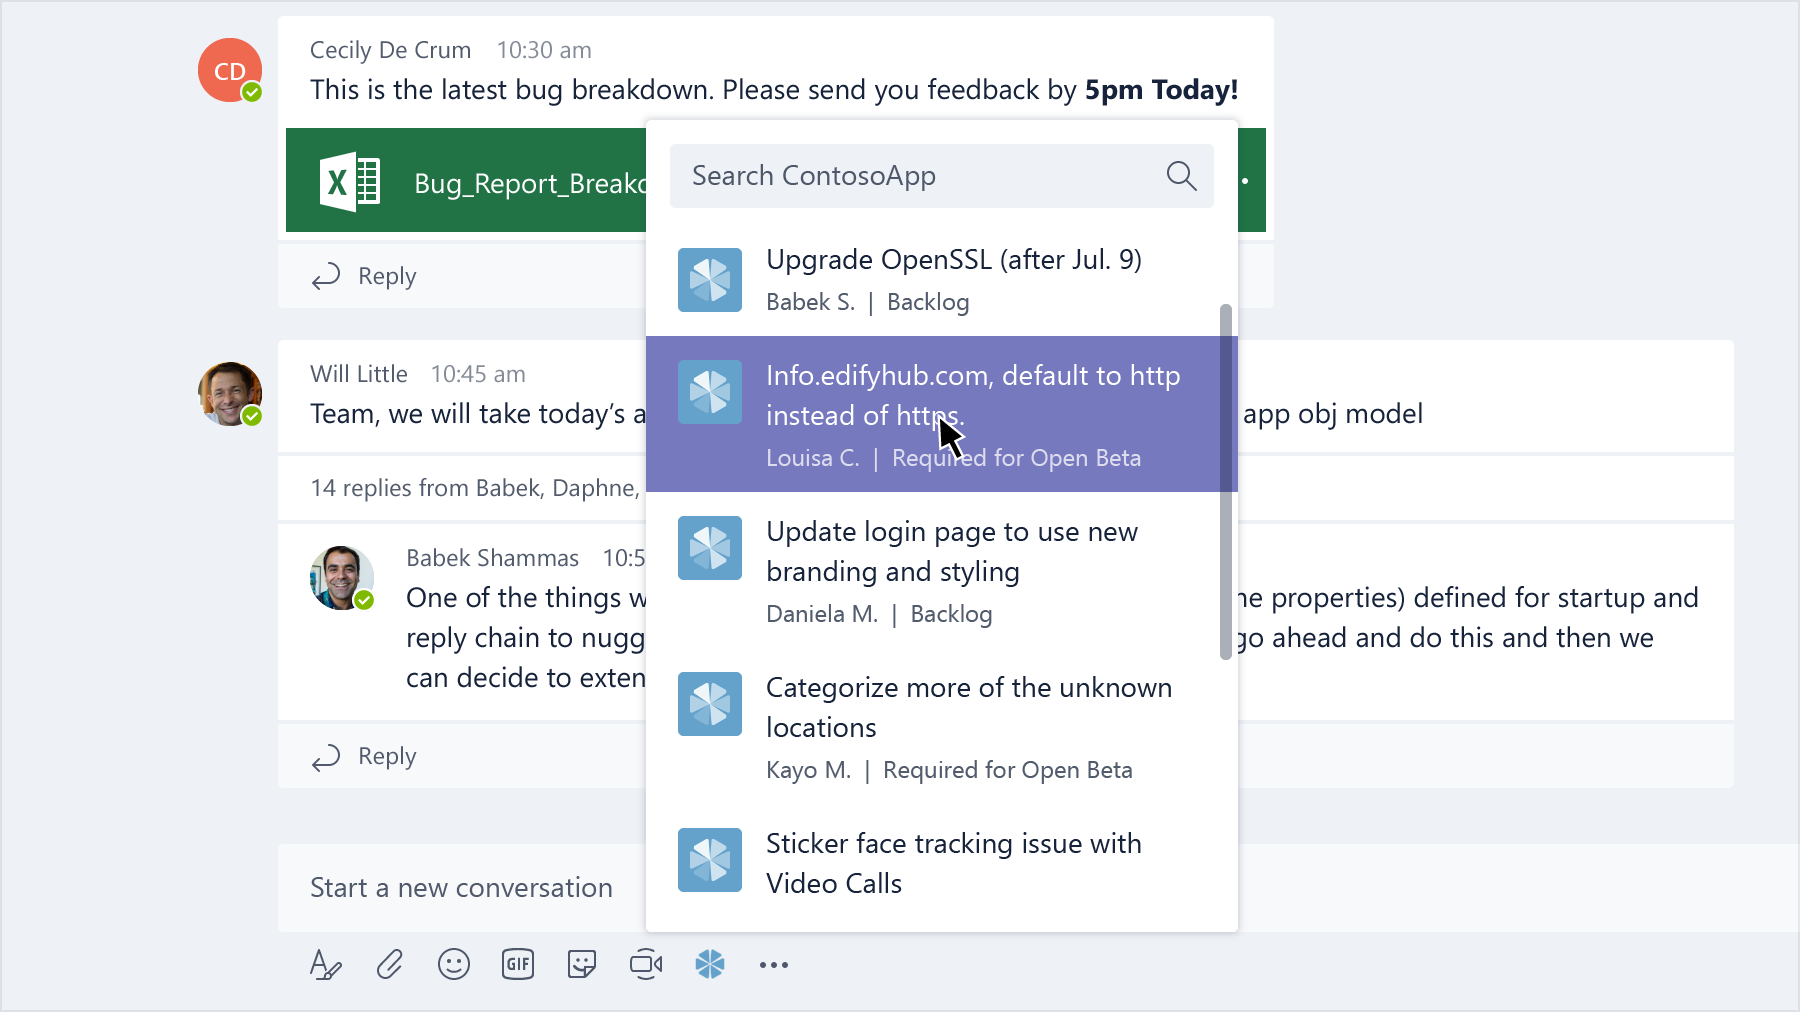 Cecily De Crum 10:30 am
CD
This is the latest bug breakdown. Please send you feedback by 5pm Today!
Bug_Report_Breakd
Reply
Will Little 10:45 am
Team, we will take today's a
app obj model
14 replies from Babek, Daphne,
Babek Shammas 10:5
One of the things w
ne properties) defined for startup and
reply chain to nugg
go ahead and do this and then we
can decide to exten
Reply
Start a new conversation
GIF
Search ContosoApp
Upgrade OpenSSL (after Jul. 9)
Babek S. | Backlog
Info.edifyhub.com, default to http
instead of https.
Louisa C. | Required for Open Beta
Update login page to use new
branding and styling
Daniela M. | Backlog
Categorize more of the unknown
locations
Kayo M. | Required for Open Beta
Sticker face tracking issue with
Video Calls